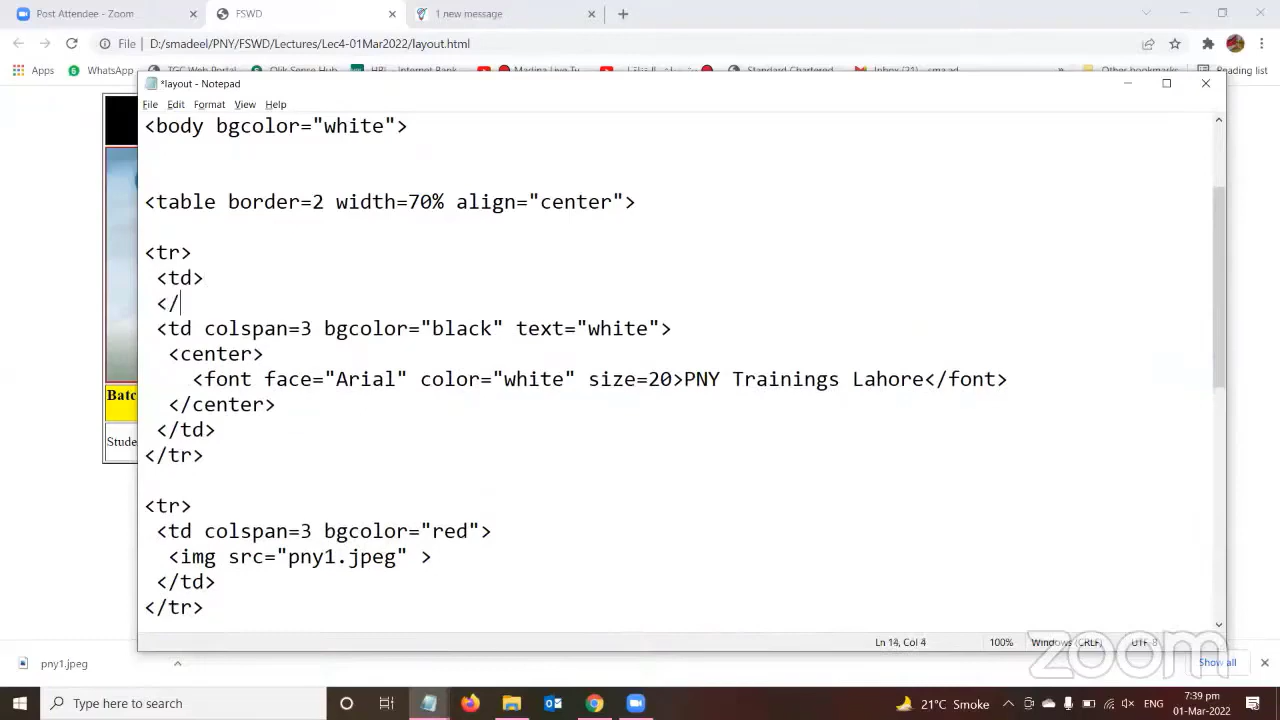 Post Attendee - Zoom
FSWD
1 new message
File
D:/smadeel/PNY/FSWD/Lectures/Lec4-01Mar2022/layout.html
Apps
WhatsApp
Reading list
*layout - Notepad
File Edit Format View Help
<body bgcolor="white">
<table border=2 width=70% align="center">
<tr>
<td>
</
<td colspan=3 bgcolor="black" text="white">
<center>
<font face="Arial" color="white" size=20>PNY Trainings Lahore</font>
</center>
</td>
</tr>
<tr>
<td colspan=3 bgcolor="red">
<img src="pny1.jpeg" >
</td>
</tr>
Batc
Stude
Ln 14, Col 4
100%
Windows (CRLF)
UTF-8
zoom
pny1.jpeg
Show all
Type here to search
21°C Smoke
7:39 pm
01-Mar-2022